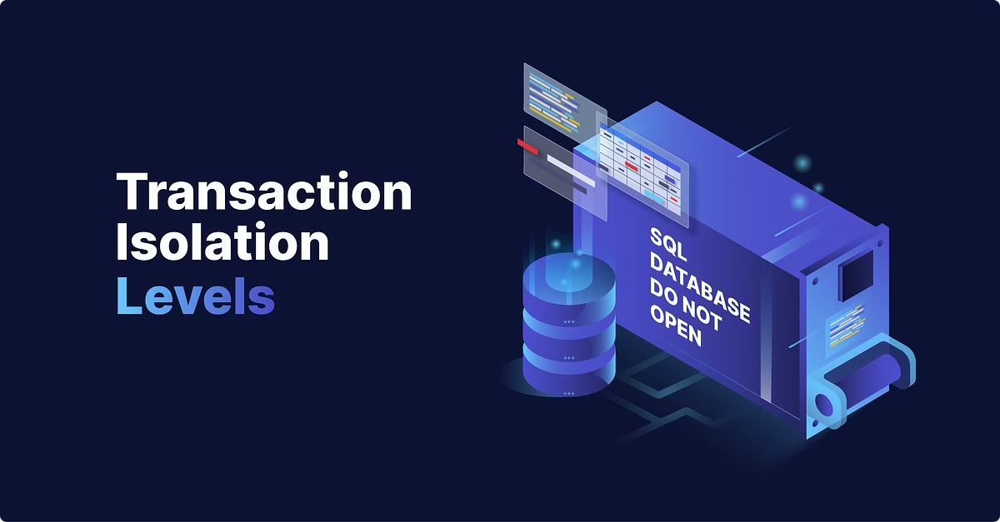 Transaction
Isolation
Levels
SQL
DATABASE
DO NOT
OPEN